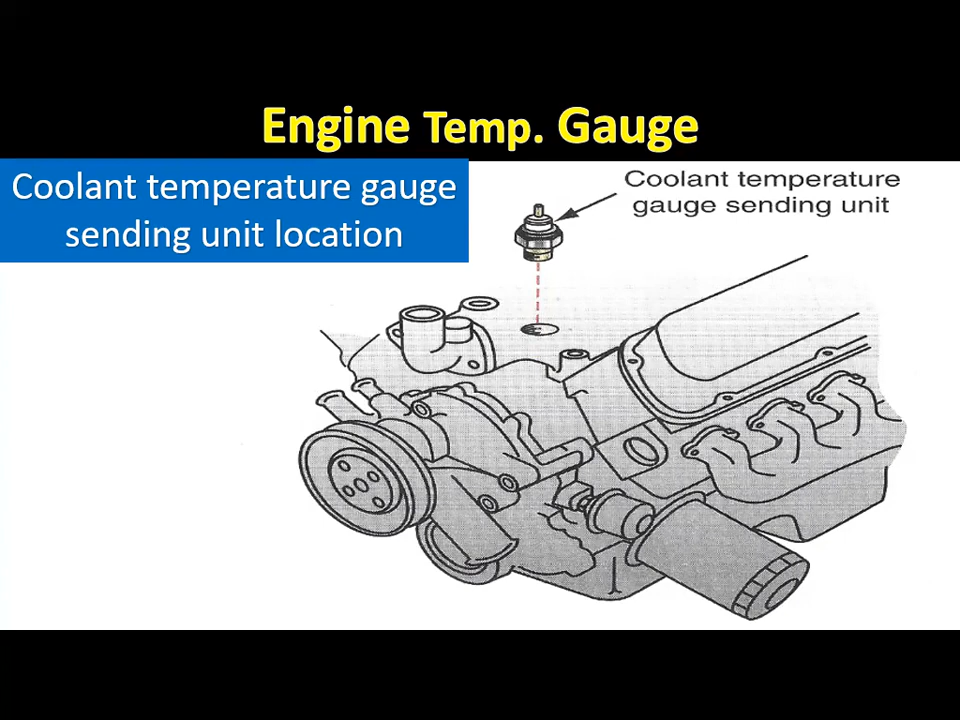 Engine Temp. Gauge
Coolant temperature gauge
sending unit location
Coolant temperature
gauge sending unit